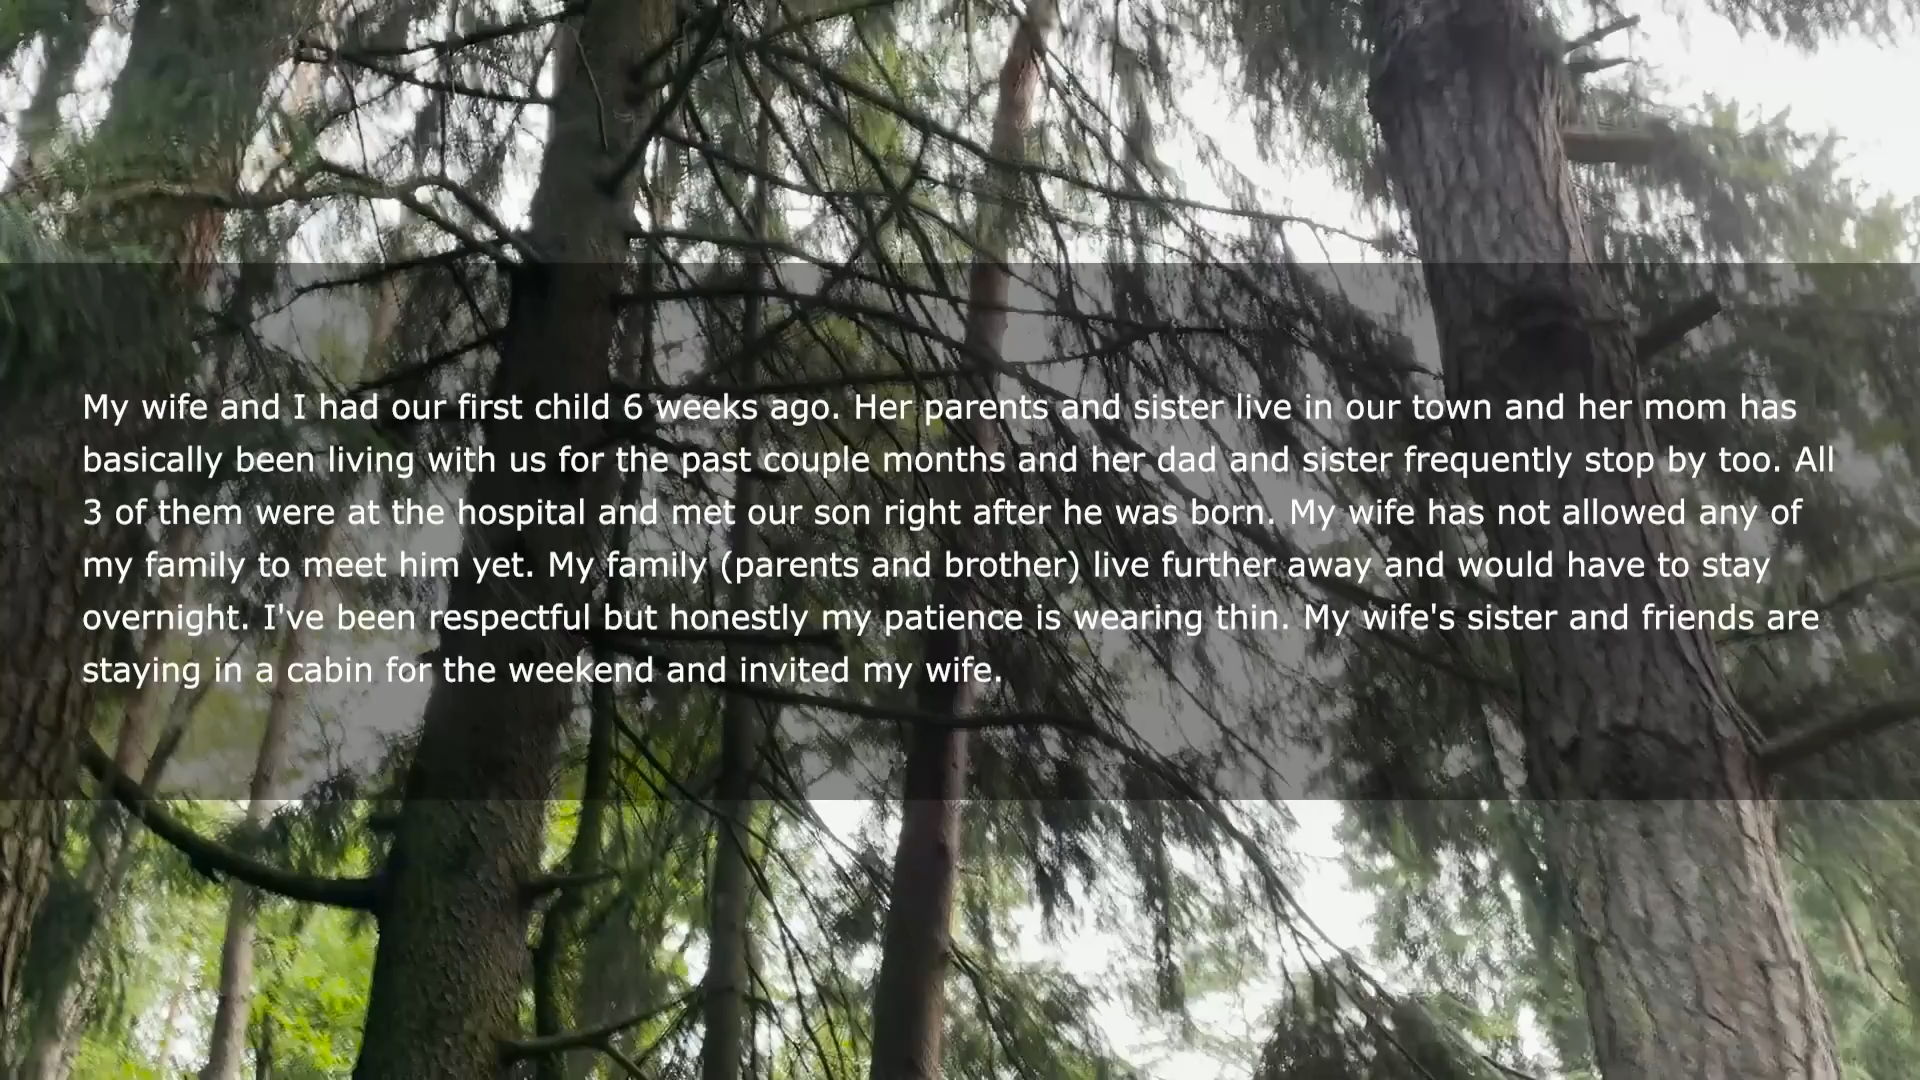 My wife and I had our first child 6 weeks ago. Her parents and sister live in our town and her mom has
basically been living with us for the past couple months and her dad and sister frequently stop by too. All
3 of them were at the hospital and met our son right after he was born. My wife has not allowed any of
my family to meet him yet. My family (parents and brother) live further away and would have to stay
overnight. I've been respectful but honestly my patience is wearing thin. My wife's sister and friends are
staying in a cabin for the weekend and invited my wife.